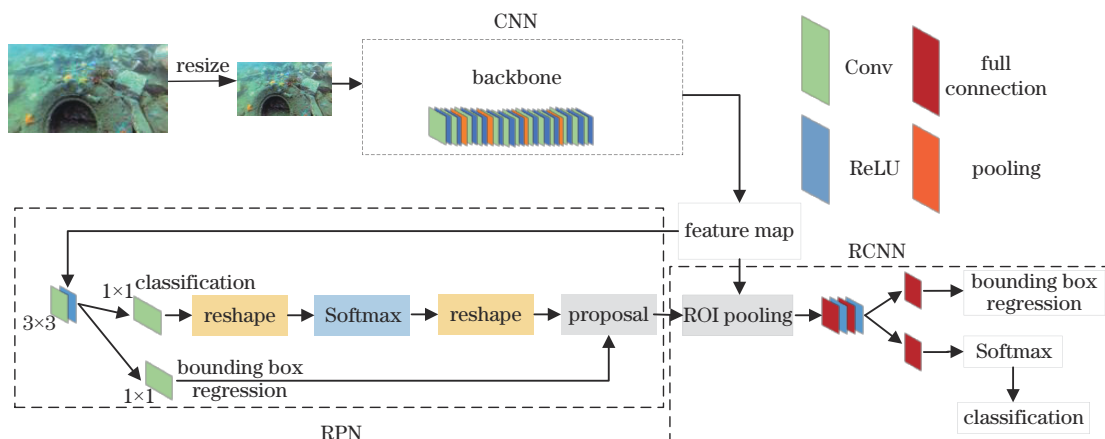 CNN
resize
backbone
Conv
full
connection
ReLU
pooling
feature map
RCNN
1×1
classification
3×3
reshape
Softmax
reshape
proposal
ROI pooling
bounding box
regression
1×1
bounding box
regression
Softmax
classification
RPN